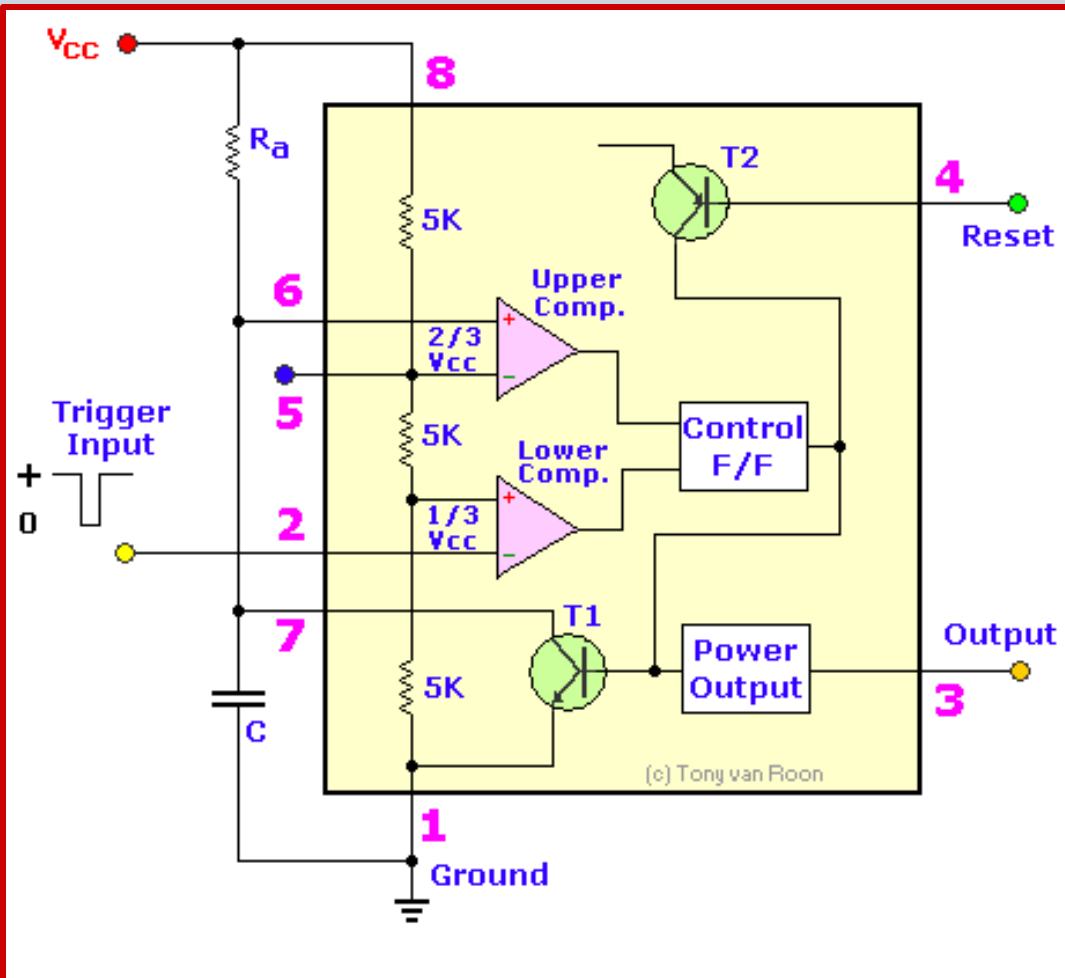 VCC
8
Ra
T2
4
Reset
5K
6
Upper
Comp.
+
2/3
Vcc
−
5
Trigger
Input
5K
Control
F/F
Lower
Comp.
+
0
+
1/3
Vcc
−
2
7
T1
Output
Power
Output
5K
3
C
(c) Tony van Roon
1
Ground